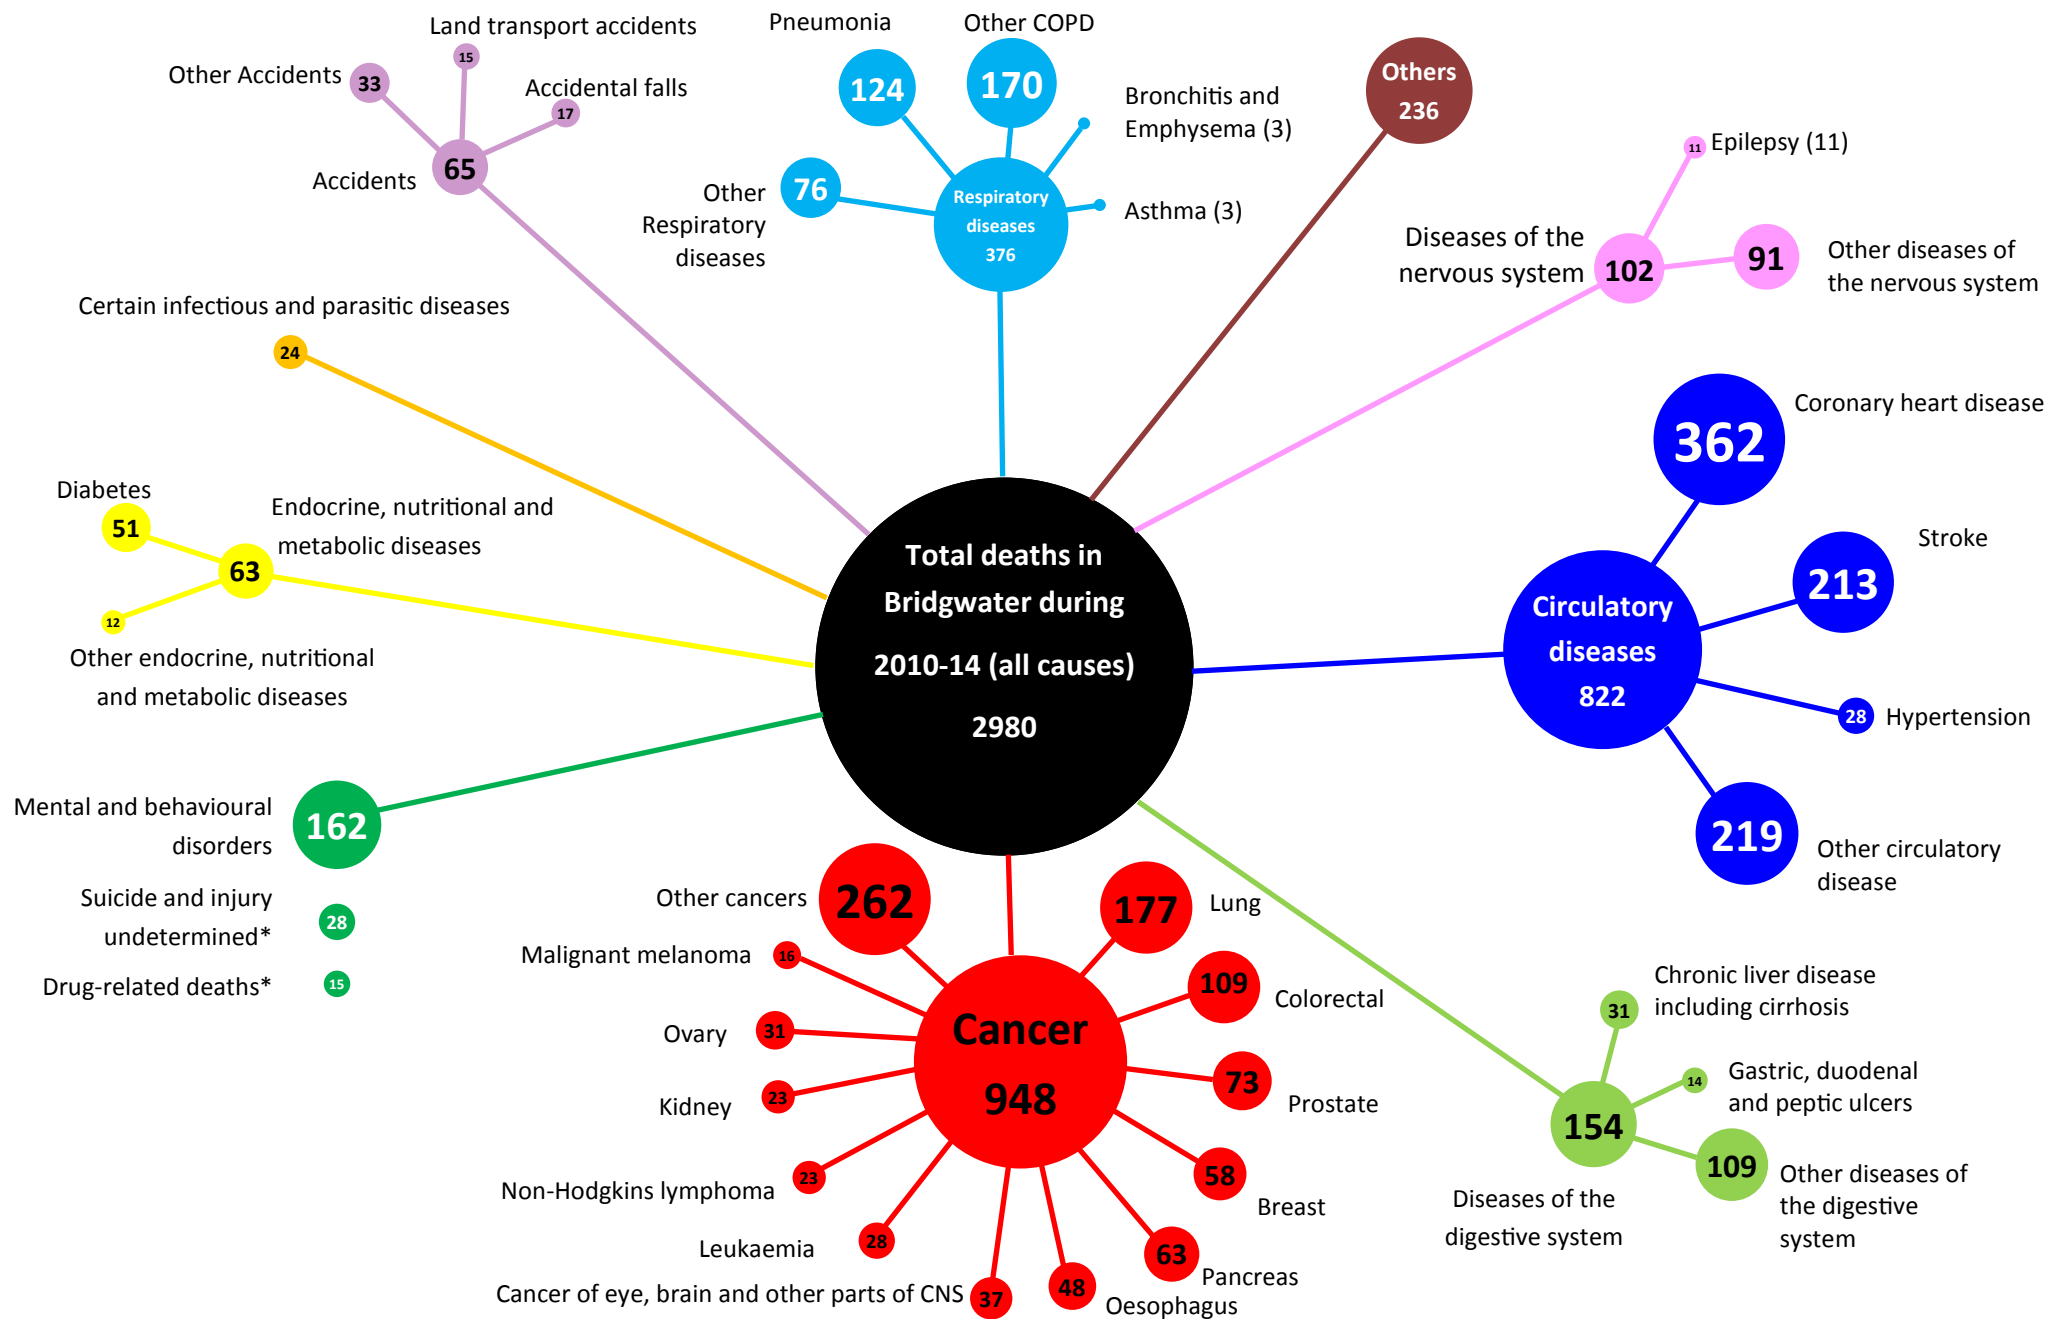 Land transport accidents
15
Other Accidents
33
Accidental falls
17
Accidents
65
Pneumonia
124
Other COPD
170
Bronchitis and
Emphysema (3)
Other
Respiratory
diseases
76
Respiratory
diseases
376
Asthma (3)
Others
236
11
Epilepsy (11)
Diseases of the
nervous system
102
91
Other diseases of
the nervous system
Certain infectious and parasitic diseases
24
Coronary heart disease
362
Stroke
213
Circulatory
diseases
822
28
Hypertension
219
Other circulatory
disease
Diabetes
51
Endocrine, nutritional and
metabolic diseases
63
12
Other endocrine, nutritional
and metabolic diseases
Total deaths in
Bridgwater during
2010-14 (all causes)
2980
Mental and behavioural
disorders
162
Suicide and injury
undetermined*
28
Drug-related deaths*
15
Other cancers
262
177
Lung
Malignant melanoma
16
109
Colorectal
Ovary
31
Cancer
948
Kidney
23
73
Prostate
Non-Hodgkins lymphoma
23
58
Breast
Leukaemia
28
63
Pancreas
Cancer of eye, brain and other parts of CNS
37
48
Oesophagus
Chronic liver disease
including cirrhosis
31
14
Gastric, duodenal
and peptic ulcers
154
109
Diseases of the
digestive system
Other diseases of
the digestive
system